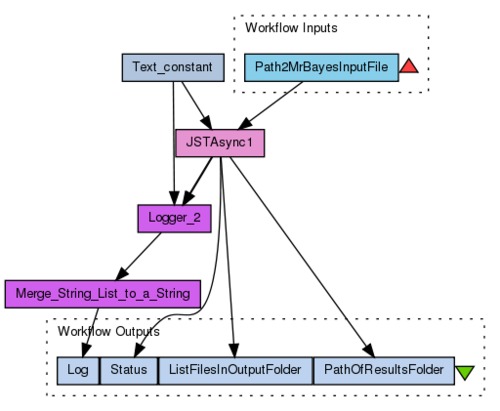 Workflow Inputs
Text_constant
Path2MrBayesInputFile
JSTAsync1
Logger_2
Merge_String_List_to_a_String
Workflow Outputs
Log
Status
ListFilesInOutputFolder
PathOfResultsFolder